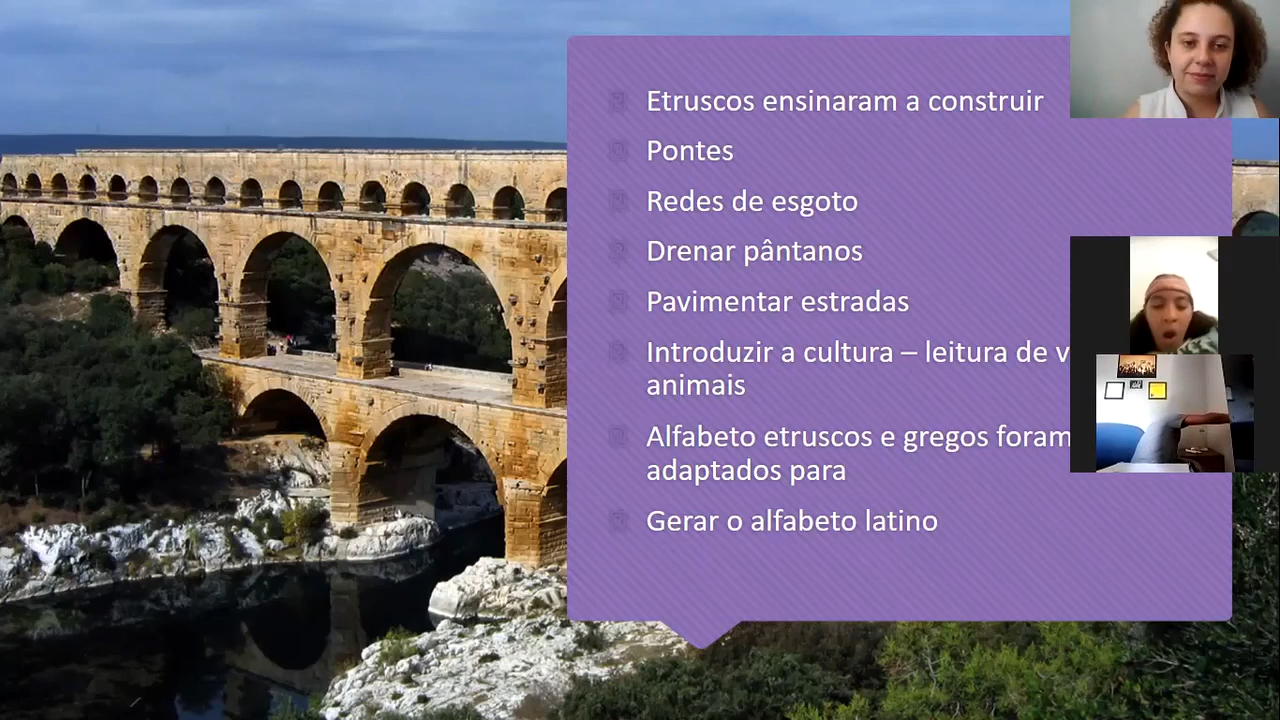 Etruscos ensinaram a construir
Pontes
Redes de esgoto
Drenar pântanos
Pavimentar estradas
Introduzir a cultura – leitura de
animais
Alfabeto etruscos e gregos foram
adaptados para
Gerar o alfabeto latino